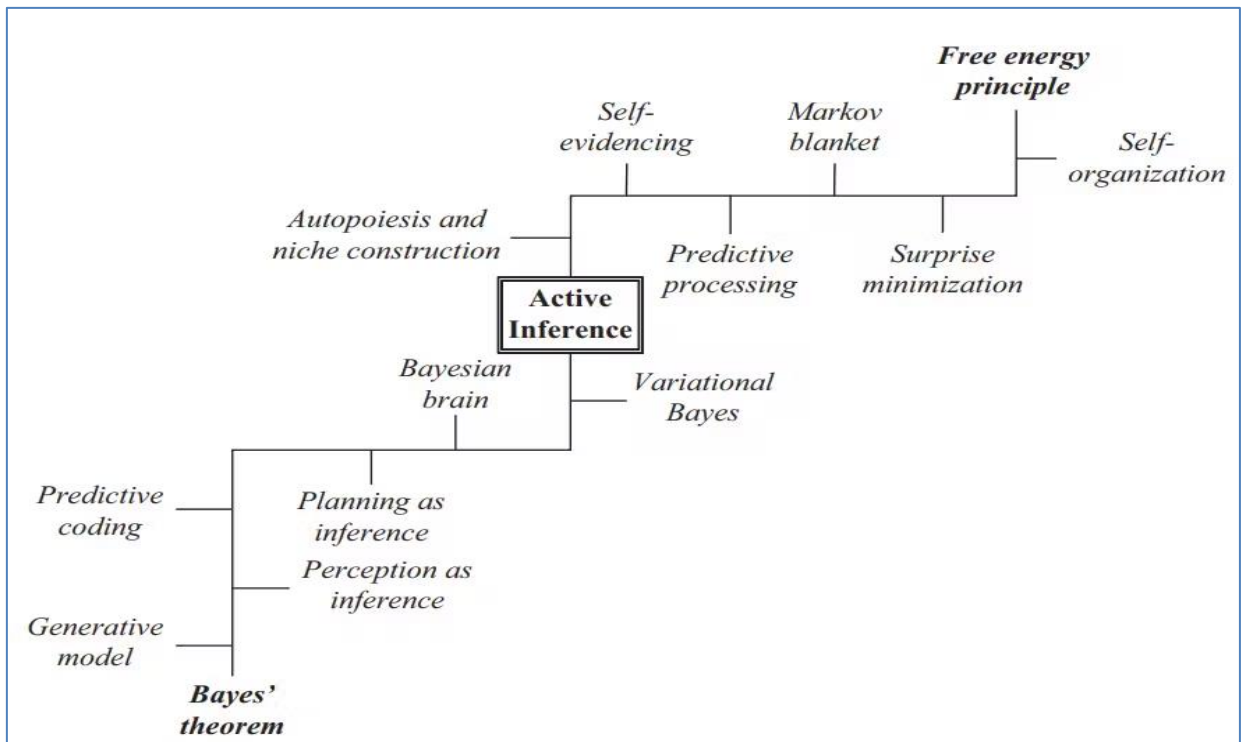 Free energy
principle
Self-
evidencing
Markov
blanket
Self-
organization
Autopoiesis and
niche construction
Predictive
processing
Surprise
minimization
Active
Inference
Bayesian
brain
Variational
Bayes
Predictive
coding
Planning as
inference
Perception as
inference
Generative
model
Bayes’
theorem